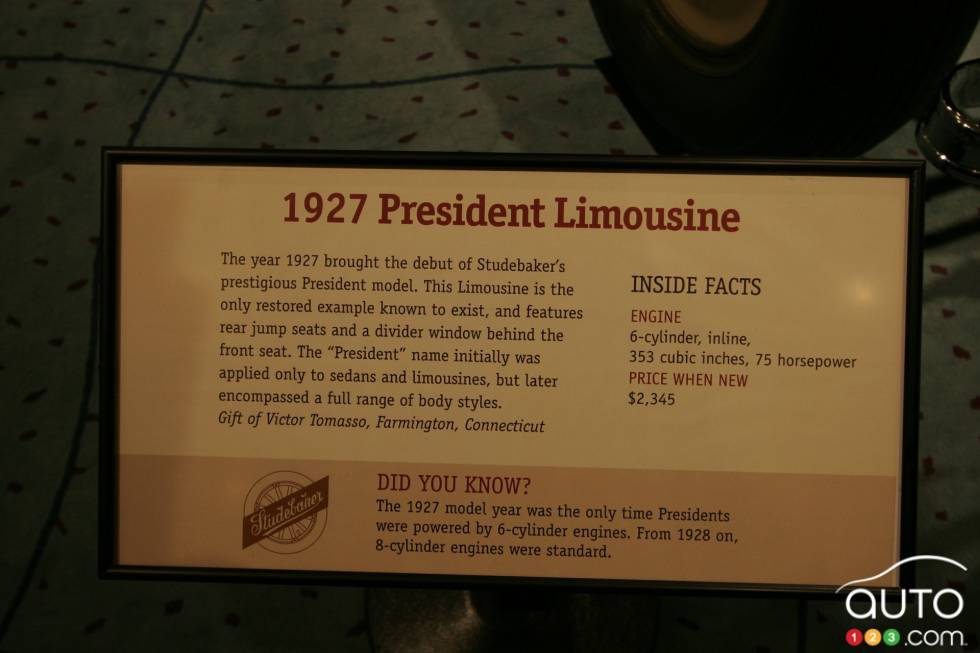 1927 President Limousine
The year 1927 brought the debut of Studebaker's
prestigious President model. This Limousine is the
only restored example known to exist, and features
rear jump seats and a divider window behind the
front seat. The “President” name initially was
applied only to sedans and limousines, but later
encompassed a full range of body styles.
Gift of Victor Tomasso, Farmington, Connecticut
INSIDE FACTS
ENGINE
6-cylinder, inline,
353 cubic inches, 75 horsepower
PRICE WHEN NEW
$2,345
Studebaker
DID YOU KNOW?
The 1927 model year was the only time Presidents
were powered by 6-cylinder engines. From 1928 on,
8-cylinder engines were standard.
AUTO
123.com